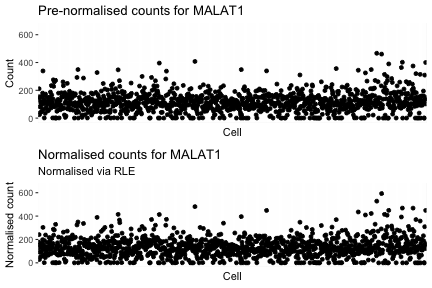 Pre-normalised counts for MALAT1
600
400
200
0
Count
Cell
Normalised counts for MALAT1
Normalised via RLE
600
400
200
0
Normalised count
Cell